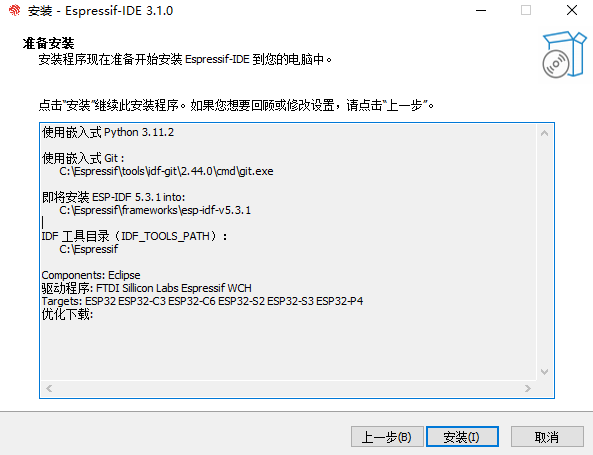 安装 - Espressif-IDE 3.1.0
准备安装
安装程序现在准备开始安装 Espressif-IDE 到您的电脑中。
点击“安装”继续此安装程序。如果您想要回顾或修改设置，请点击“上一步”。
使用嵌入式 Python 3.11.2
使用嵌入式 Git :
C:\Espressif\tools\idf-git\2.44.0\cmd\git.exe
即将安装 ESP-IDF 5.3.1 into:
C:\Espressif\frameworks\esp-idf-v5.3.1
IDF 工具目录（IDF_TOOLS_PATH）:
C:\Espressif
Components: Eclipse
驱动程序: FTDI Sillicon Labs Espressif WCH
Targets: ESP32 ESP32-C3 ESP32-C6 ESP32-S2 ESP32-S3 ESP32-P4
优化下载:
上一步(B) 安装(I) 取消